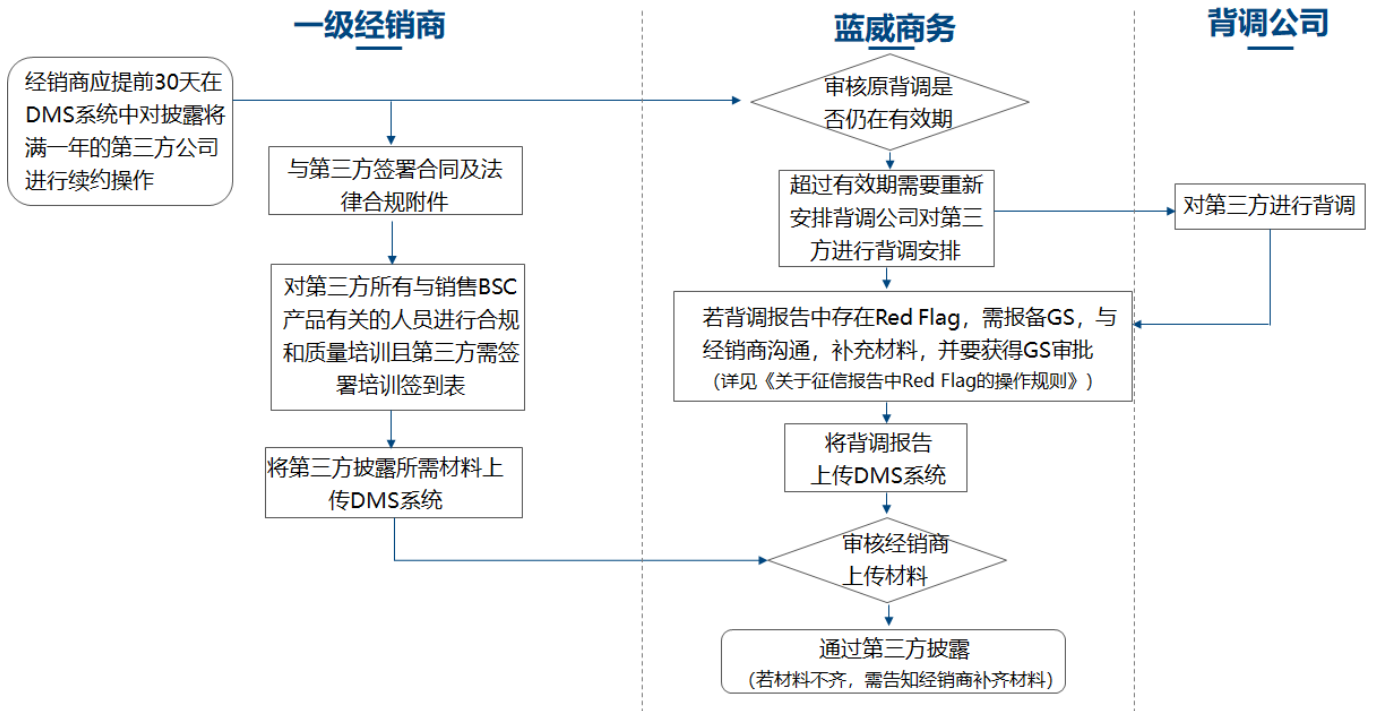 一级经销商
蓝威商务
背调公司
经销商应提前30天在
DMS系统中对披露将
满一年的第三方公司
进行续约操作
与第三方签署合同及法
律合规附件
对第三方所有与销售BSC
产品有关的人员进行合规
和质量培训且第三方需签
署培训签到表
将第三方披露所需材料上
传DMS系统
审核原背调是
否仍在有效期
超过有效期需要重新
安排背调公司对第三
方进行背调安排
对第三方进行背调
若背调报告中存在Red Flag，需报备GS，与
经销商沟通，补充材料，并要获得GS审批
（详见《关于征信报告中Red Flag的操作规则》）
将背调报告
上传DMS系统
审核经销商
上传材料
通过第三方披露
（若材料不齐，需告知经销商补齐材料）